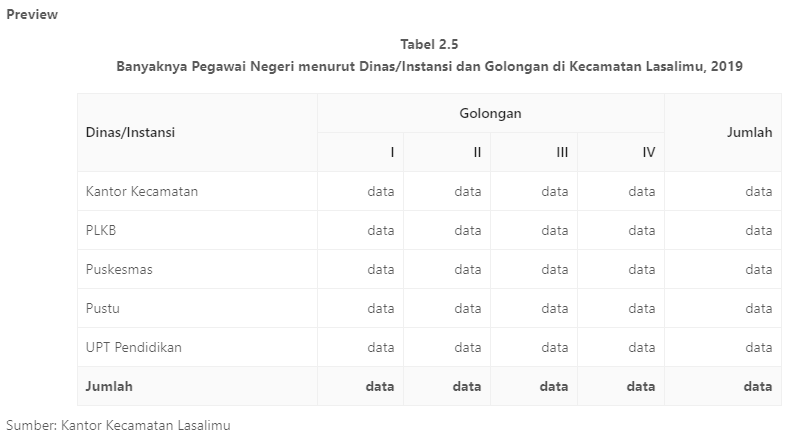 Preview
Tabel 2.5
Banyaknya Pegawai Negeri menurut Dinas/Instansi dan Golongan di Kecamatan Lasalimu, 2019
Dinas/Instansi Golongan Jumlah
I II III IV
Kantor Kecamatan data data data data data
PLKB data data data data data
Puskesmas data data data data data
Pustu data data data data data
UPT Pendidikan data data data data data
Jumlah data data data data data
Sumber: Kantor Kecamatan Lasalimu